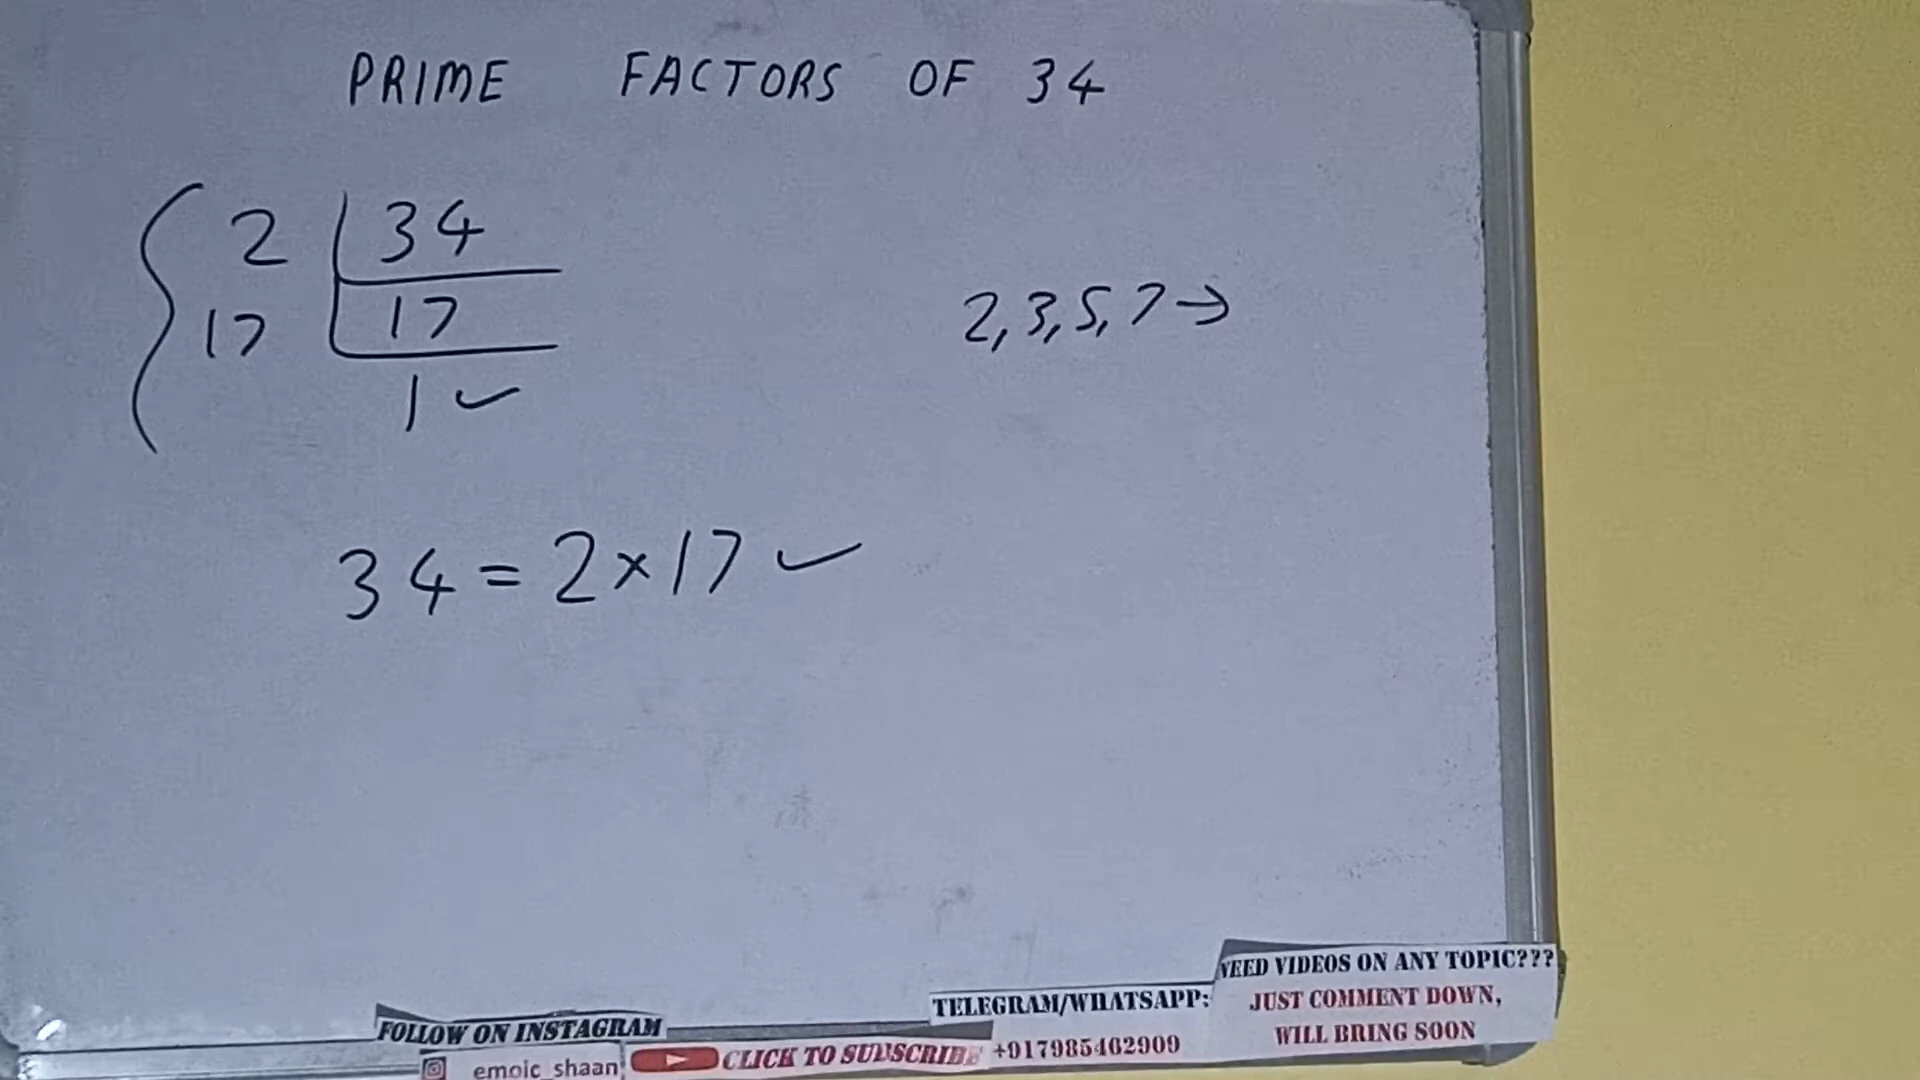 PRIME FACTORS OF 34
2 | 34
17 | 17
1 ✓
2, 3, 5, 7 →
34 = 2 × 17 ✓
NEED VIDEOS ON ANY TOPIC???
JUST COMMENT DOWN,
WILL BRING SOON
TELEGRAM/WHATSAPP:
+917985462909
FOLLOW ON INSTAGRAM
emoic_shaan
CLICK TO SUBSCRIBE